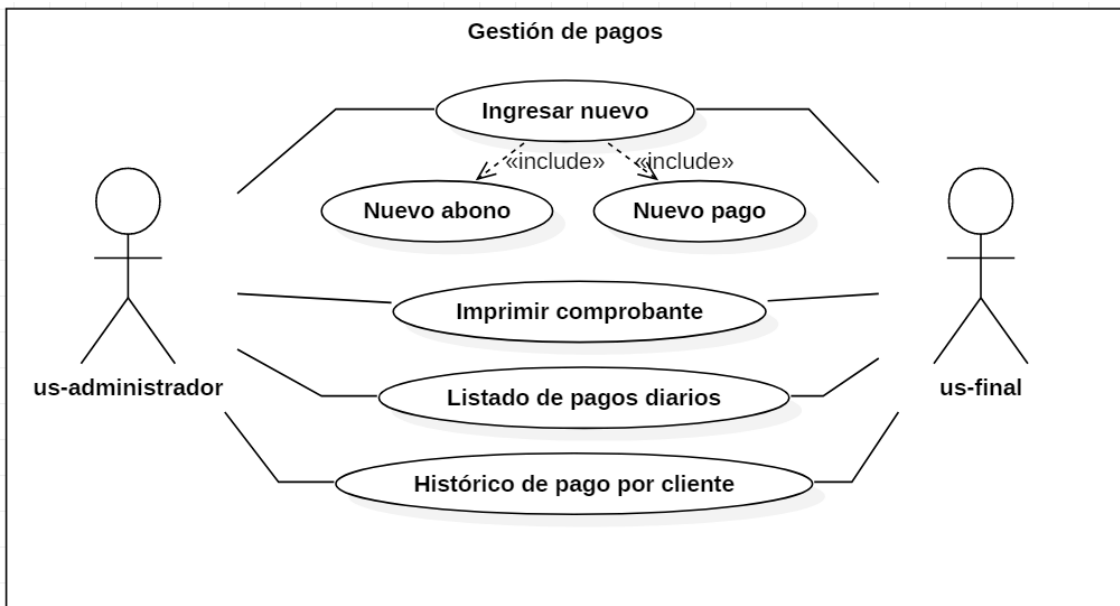 Gestión de pagos
Ingresar nuevo
«include» «include»
Nuevo abono
Nuevo pago
Imprimir comprobante
us-administrador
us-final
Listado de pagos diarios
Histórico de pago por cliente